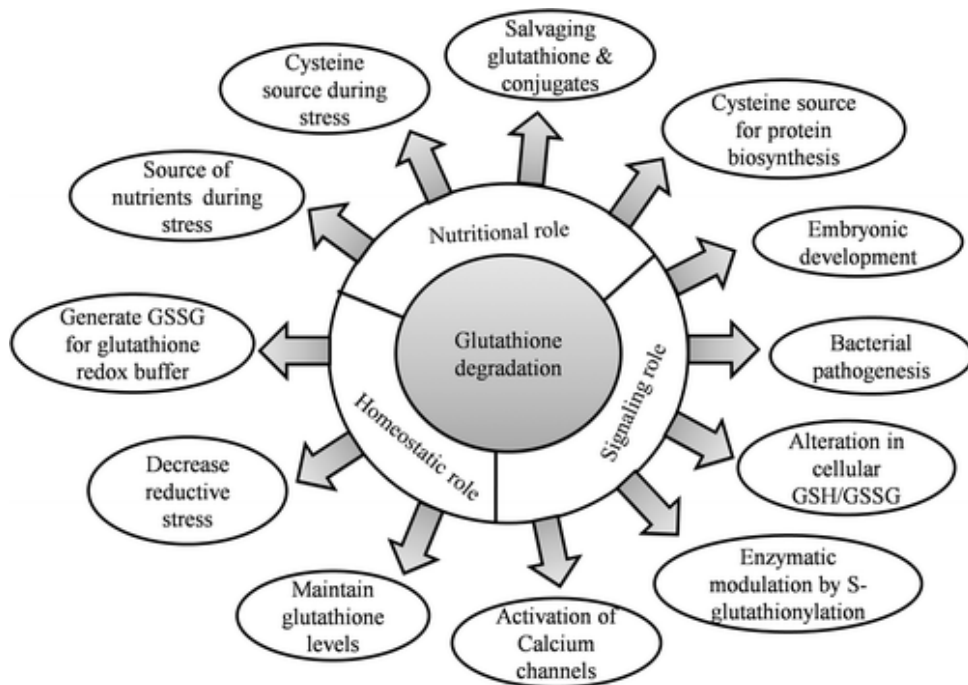 Salvaging
glutathione &
conjugates
Cysteine
source during
stress
Cysteine source
for protein
biosynthesis
Source of
nutrients during
stress
Nutritional role
Embryonic
development
Generate GSSG
for glutathione
redox buffer
Glutathione
degradation
Bacterial
pathogenesis
Homeostatic role
Signaling role
Decrease
reductive
stress
Alteration in
cellular
GSH/GSSG
Maintain
glutathione
levels
Activation of
Calcium
channels
Enzymatic
modulation by S-
glutathionylation